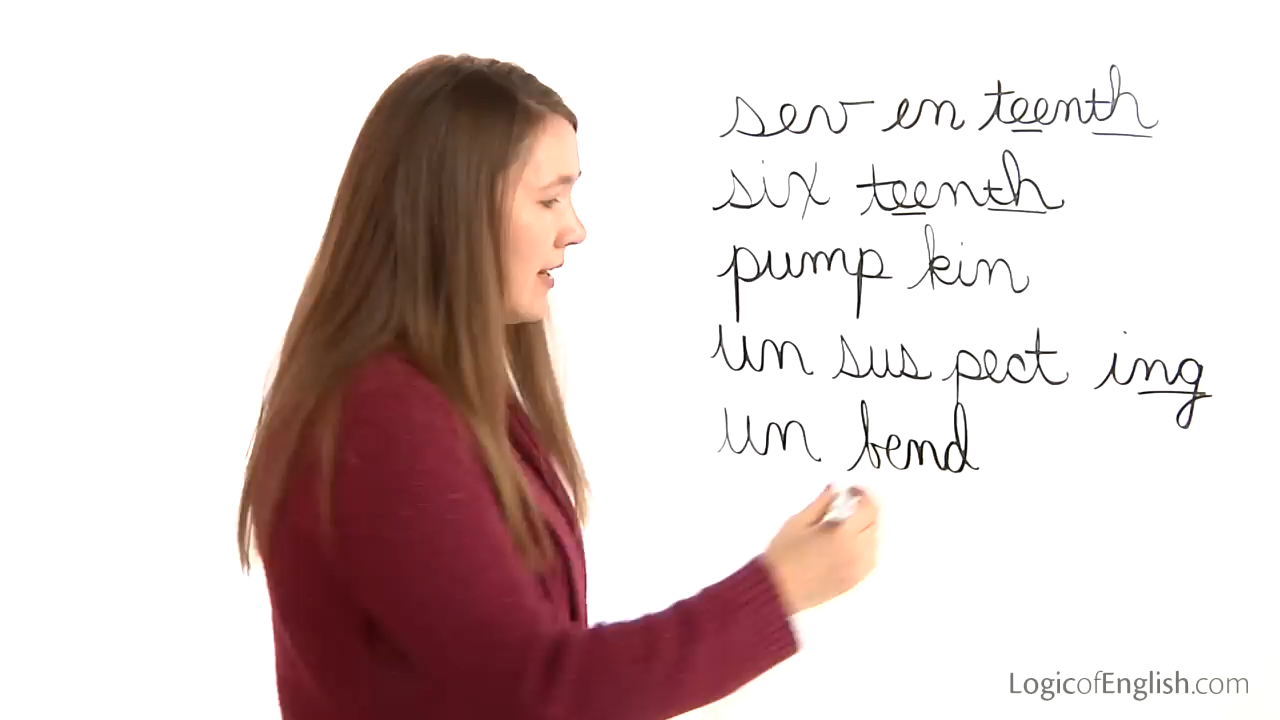 sev en teenth
six teenth
pump kin
un sus pect ing
un bend
LogicofEnglish.com